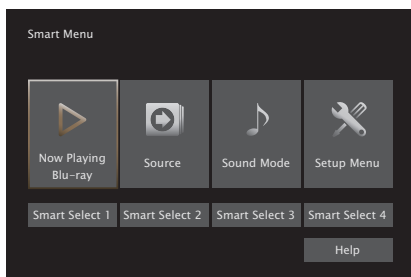 Smart Menu
Now Playing
Blu-ray
Source
Sound Mode
Setup Menu
Smart Select 1
Smart Select 2
Smart Select 3
Smart Select 4
Help